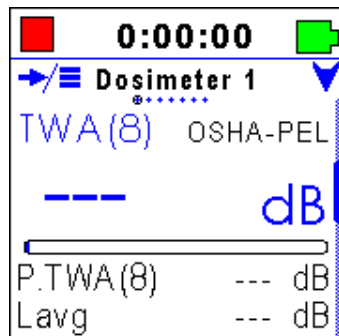 0:00:00
Dosimeter 1
TWA(8) OSHA-PEL
--- dB
P.TWA(8) --- dB
Lavg --- dB